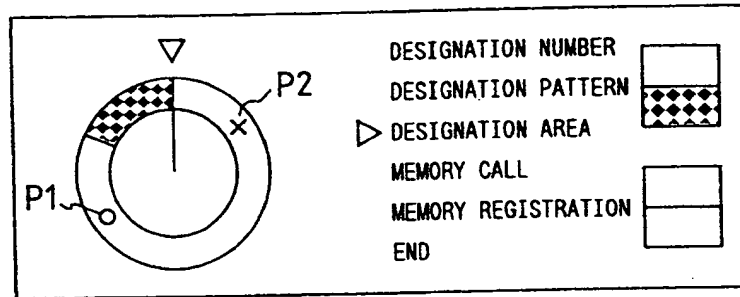 P2
P1
DESIGNATION NUMBER
DESIGNATION PATTERN
DESIGNATION AREA
MEMORY CALL
MEMORY REGISTRATION
END